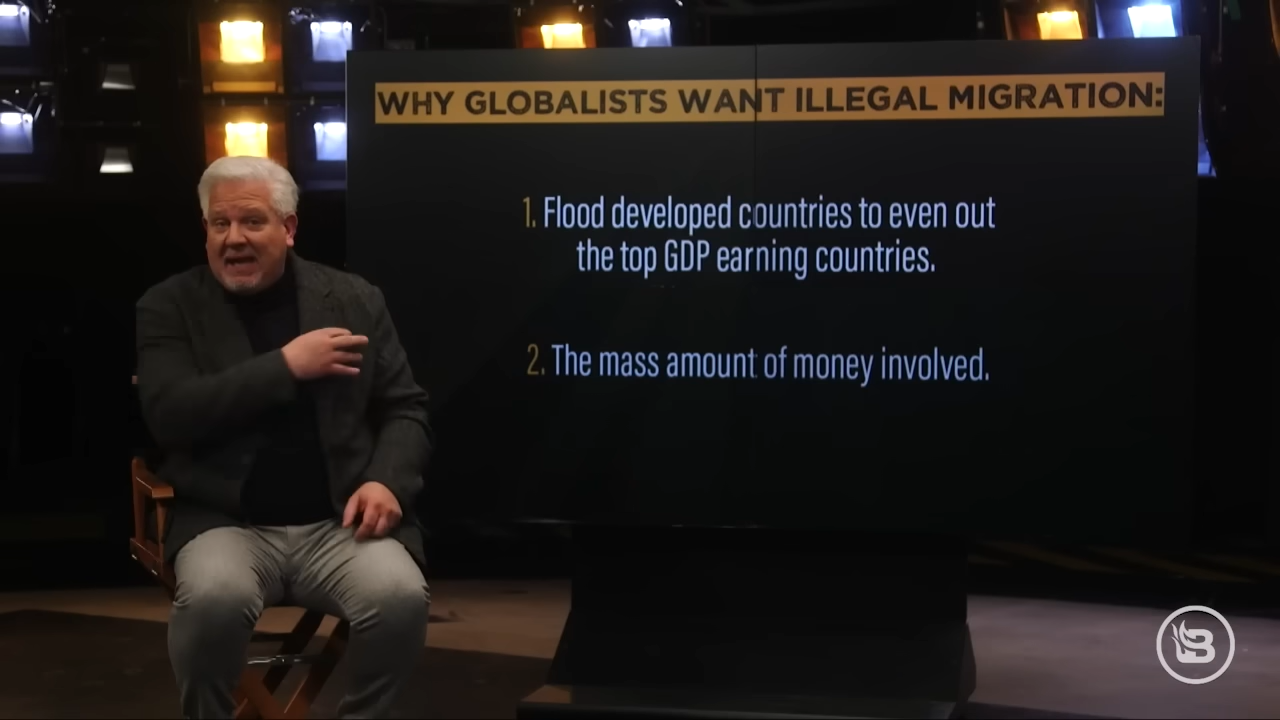 WHY GLOBALISTS WANT ILLEGAL MIGRATION:
1. Flood developed countries to even out
the top GDP earning countries.
2. The mass amount of money involved.
B